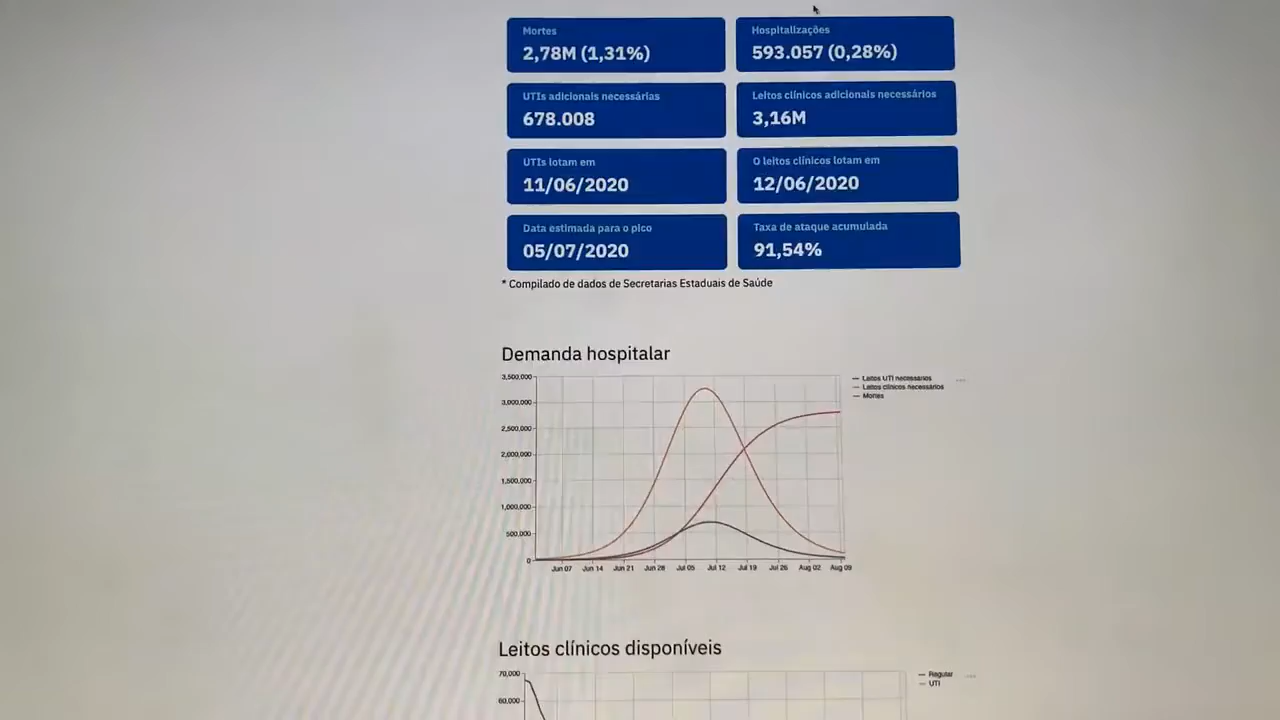 Mortes
2,78M (1,31%)
Hospitalizações
593.057 (0,28%)
UTIs adicionais necessárias
678.008
Leitos clínicos adicionais necessários
3,16M
UTIs lotam em
11/06/2020
O leitos clínicos lotam em
12/06/2020
Data estimada para o pico
05/07/2020
Taxa de ataque acumulada
91,54%
* Compilado de dados de Secretarias Estaduais de Saúde
Demanda hospitalar
3,500,000
3,000,000
2,500,000
2,000,000
1,500,000
1,000,000
500,000
0
Jun 07 Jun 14 Jun 21 Jun 28 Jul 05 Jul 12 Jul 19 Jul 26 Aug 02 Aug 09
Leitos UTI necessários
Leitos clínicos necessários
Mortes
Leitos clínicos disponíveis
70,000
60,000
Regular
UTI